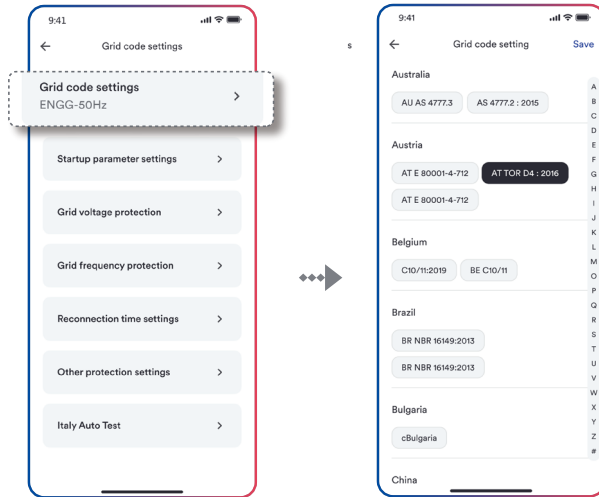 9:41
Grid code settings
Grid code settings
ENGG-50Hz
Startup parameter settings
Grid voltage protection
Grid frequency protection
Reconnection time settings
Other protection settings
Italy Auto Test
s
9:41
Grid code setting Save
Australia
AU AS 4777.3 AS 4777.2 : 2015
Austria
AT E 80001-4-712 AT TOR D4 : 2016
AT E 80001-4-712
Belgium
C10/11:2019 BE C10/11
Brazil
BR NBR 16149:2013
BR NBR 16149:2013
Bulgaria
cBulgaria
China
A
B
C
D
E
F
G
H
I
J
K
L
M
O
P
Q
R
S
T
U
V
W
X
Y
Z
#